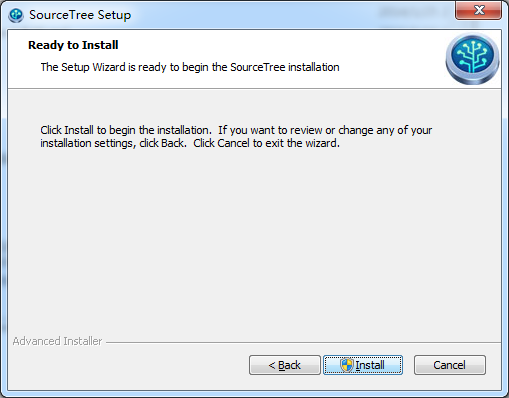 SourceTree Setup
Ready to Install
The Setup Wizard is ready to begin the SourceTree installation
Click Install to begin the installation.  If you want to review or change any of your
installation settings, click Back.  Click Cancel to exit the wizard.
Advanced Installer
< Back
Install
Cancel